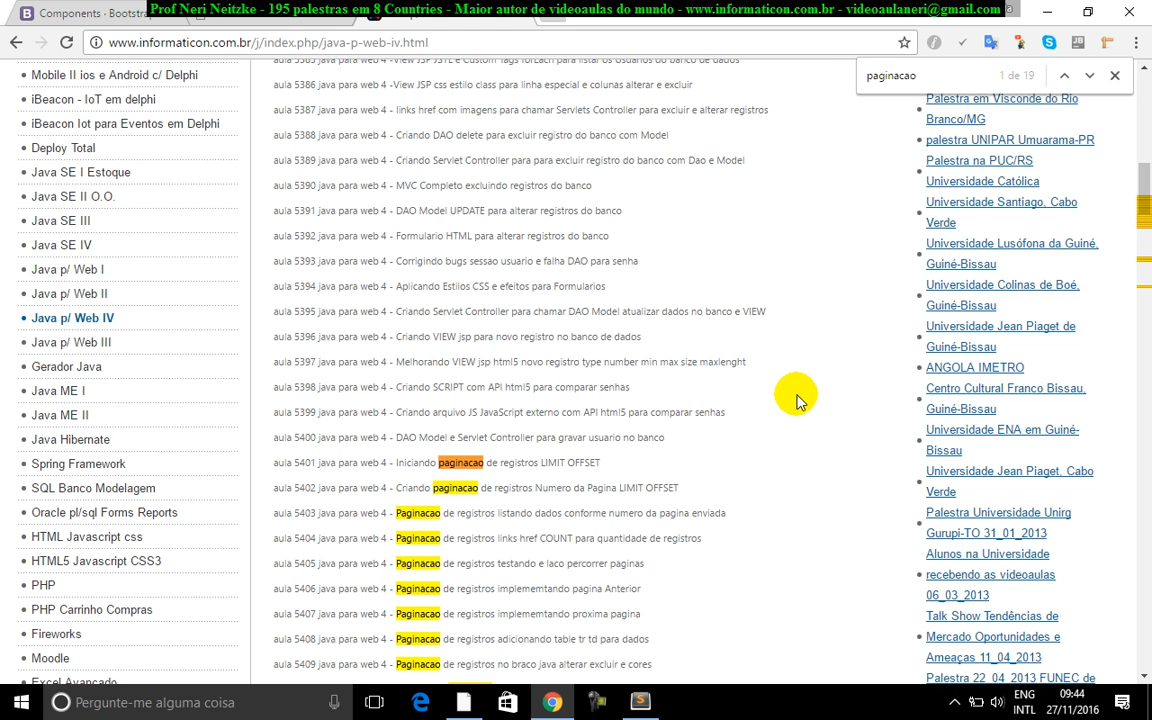 Prof Neri Neitzke - 195 palestras em 8 Countries - Maior autor de videoaulas do mundo - www.informaticon.com.br - videoaulaneri@gmail.com
Components · Bootstrap
www.informaticon.com.br/j/index.php/java-p-web-iv.html
paginacao 1 de 19
Mobile II ios e Android c/ Delphi
iBeacon - IoT em delphi
iBeacon Iot para Eventos em Delphi
Deploy Total
Java SE I Estoque
Java SE II O.O.
Java SE III
Java SE IV
Java p/ Web I
Java p/ Web II
Java p/ Web IV
Java p/ Web III
Gerador Java
Java ME I
Java ME II
Java Hibernate
Spring Framework
SQL Banco Modelagem
Oracle pl/sql Forms Reports
HTML Javascript css
HTML5 Javascript CSS3
PHP
PHP Carrinho Compras
Fireworks
Moodle
Excel Avançado
aula 5385 java para web 4 -View JSP JSTL e Custom Tags forEach para listar os usuarios do banco de dados
aula 5386 java para web 4 -View JSP css estilo class para linha especial e colunas alterar e excluir
aula 5387 java para web 4 - links href com imagens para chamar Servlets Controller para excluir e alterar registros
aula 5388 java para web 4 - Criando DAO delete para excluir registro do banco com Model
aula 5389 java para web 4 - Criando Servlet Controller para para excluir registro do banco com Dao e Model
aula 5390 java para web 4 - MVC Completo excluindo registros do banco
aula 5391 java para web 4 - DAO Model UPDATE para alterar registros do banco
aula 5392 java para web 4 - Formulario HTML para alterar registros do banco
aula 5393 java para web 4 - Corrigindo bugs sessao usuario e falha DAO para senha
aula 5394 java para web 4 - Aplicando Estilos CSS e efeitos para Formularios
aula 5395 java para web 4 - Criando Servlet Controller para chamar DAO Model atualizar dados no banco e VIEW
aula 5396 java para web 4 - Criando VIEW jsp para novo registro no banco de dados
aula 5397 java para web 4 - Melhorando VIEW jsp html5 novo registro type number min max size maxlenght
aula 5398 java para web 4 - Criando SCRIPT com API html5 para comparar senhas
aula 5399 java para web 4 - Criando arquivo JS JavaScript externo com API html5 para comparar senhas
aula 5400 java para web 4 - DAO Model e Servlet Controller para gravar usuario no banco
aula 5401 java para web 4 - Iniciando paginacao de registros LIMIT OFFSET
aula 5402 java para web 4 - Criando paginacao de registros Numero da Pagina LIMIT OFFSET
aula 5403 java para web 4 - Paginacao de registros listando dados conforme numero da pagina enviada
aula 5404 java para web 4 - Paginacao de registros links href COUNT para quantidade de registros
aula 5405 java para web 4 - Paginacao de registros testando e laco percorrer paginas
aula 5406 java para web 4 - Paginacao de registros implememtando pagina Anterior
aula 5407 java para web 4 - Paginacao de registros implememtando proxima pagina
aula 5408 java para web 4 - Paginacao de registros adicionando table tr td para dados
aula 5409 java para web 4 - Paginacao de registros no braco java alterar excluir e cores
Palestra em Visconde do Rio
Branco/MG
palestra UNIPAR Umuarama-PR
Palestra na PUC/RS
Universidade Católica
Universidade Santiago, Cabo
Verde
Universidade Lusófona da Guiné,
Guiné-Bissau
Universidade Colinas de Boé,
Guiné-Bissau
Universidade Jean Piaget de
Guiné-Bissau
ANGOLA IMETRO
Centro Cultural Franco Bissau,
Guiné-Bissau
Universidade ENA em Guiné-
Bissau
Universidade Jean Piaget, Cabo
Verde
Palestra Universidade Unirg
Gurupi-TO 31_01_2013
Alunos na Universidade
recebendo as videoaulas
06_03_2013
Talk Show Tendências de
Mercado Oportunidades e
Ameaças 11_04_2013
Palestra 22_04_2013 FUNEC de
Pergunte-me alguma coisa
ENG
INTL
09:44
27/11/2016